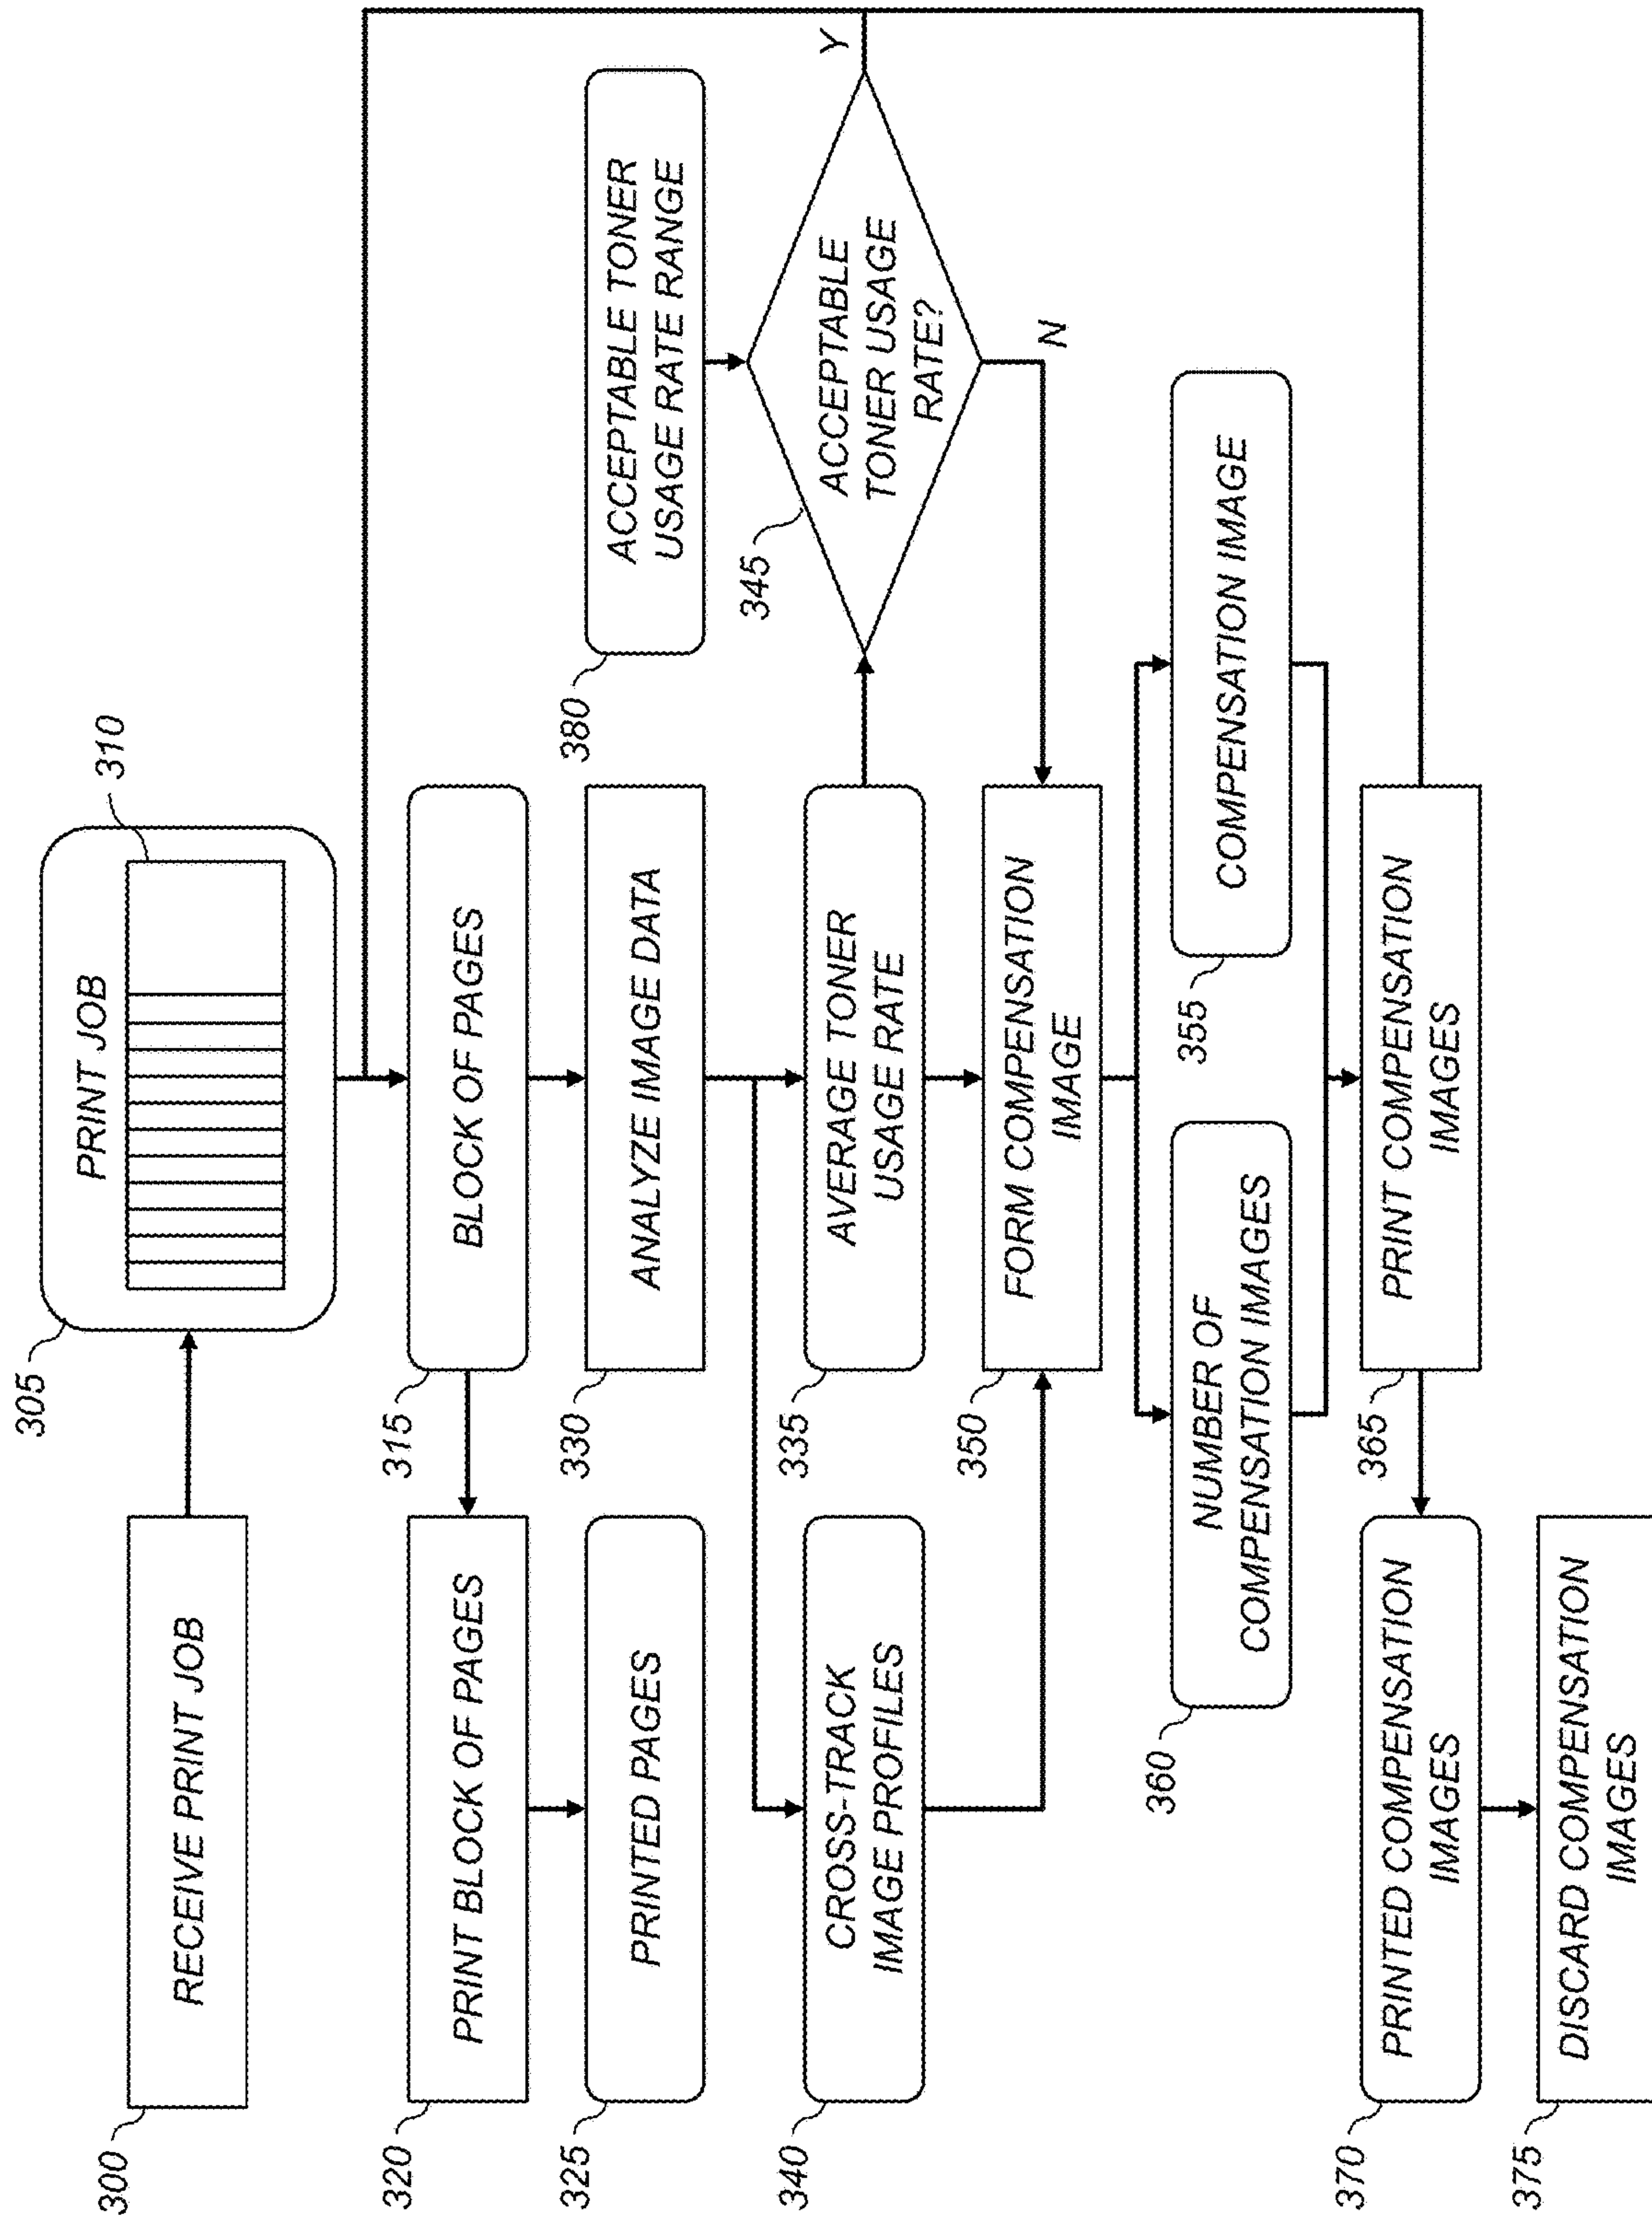 300
RECEIVE PRINT JOB
305
PRINT JOB
310
315
BLOCK OF PAGES
320
PRINT BLOCK OF PAGES
325
PRINTED PAGES
330
ANALYZE IMAGE DATA
335
AVERAGE TONER
USAGE RATE
340
CROSS-TRACK
IMAGE PROFILES
380
ACCEPTABLE TONER
USAGE RATE RANGE
345
ACCEPTABLE
TONER USAGE
RATE?
Y
N
350
FORM COMPENSATION
IMAGE
360
NUMBER OF
COMPENSATION IMAGES
355
COMPENSATION IMAGE
365
PRINT COMPENSATION
IMAGES
370
PRINTED COMPENSATION
IMAGES
375
DISCARD COMPENSATION
IMAGES